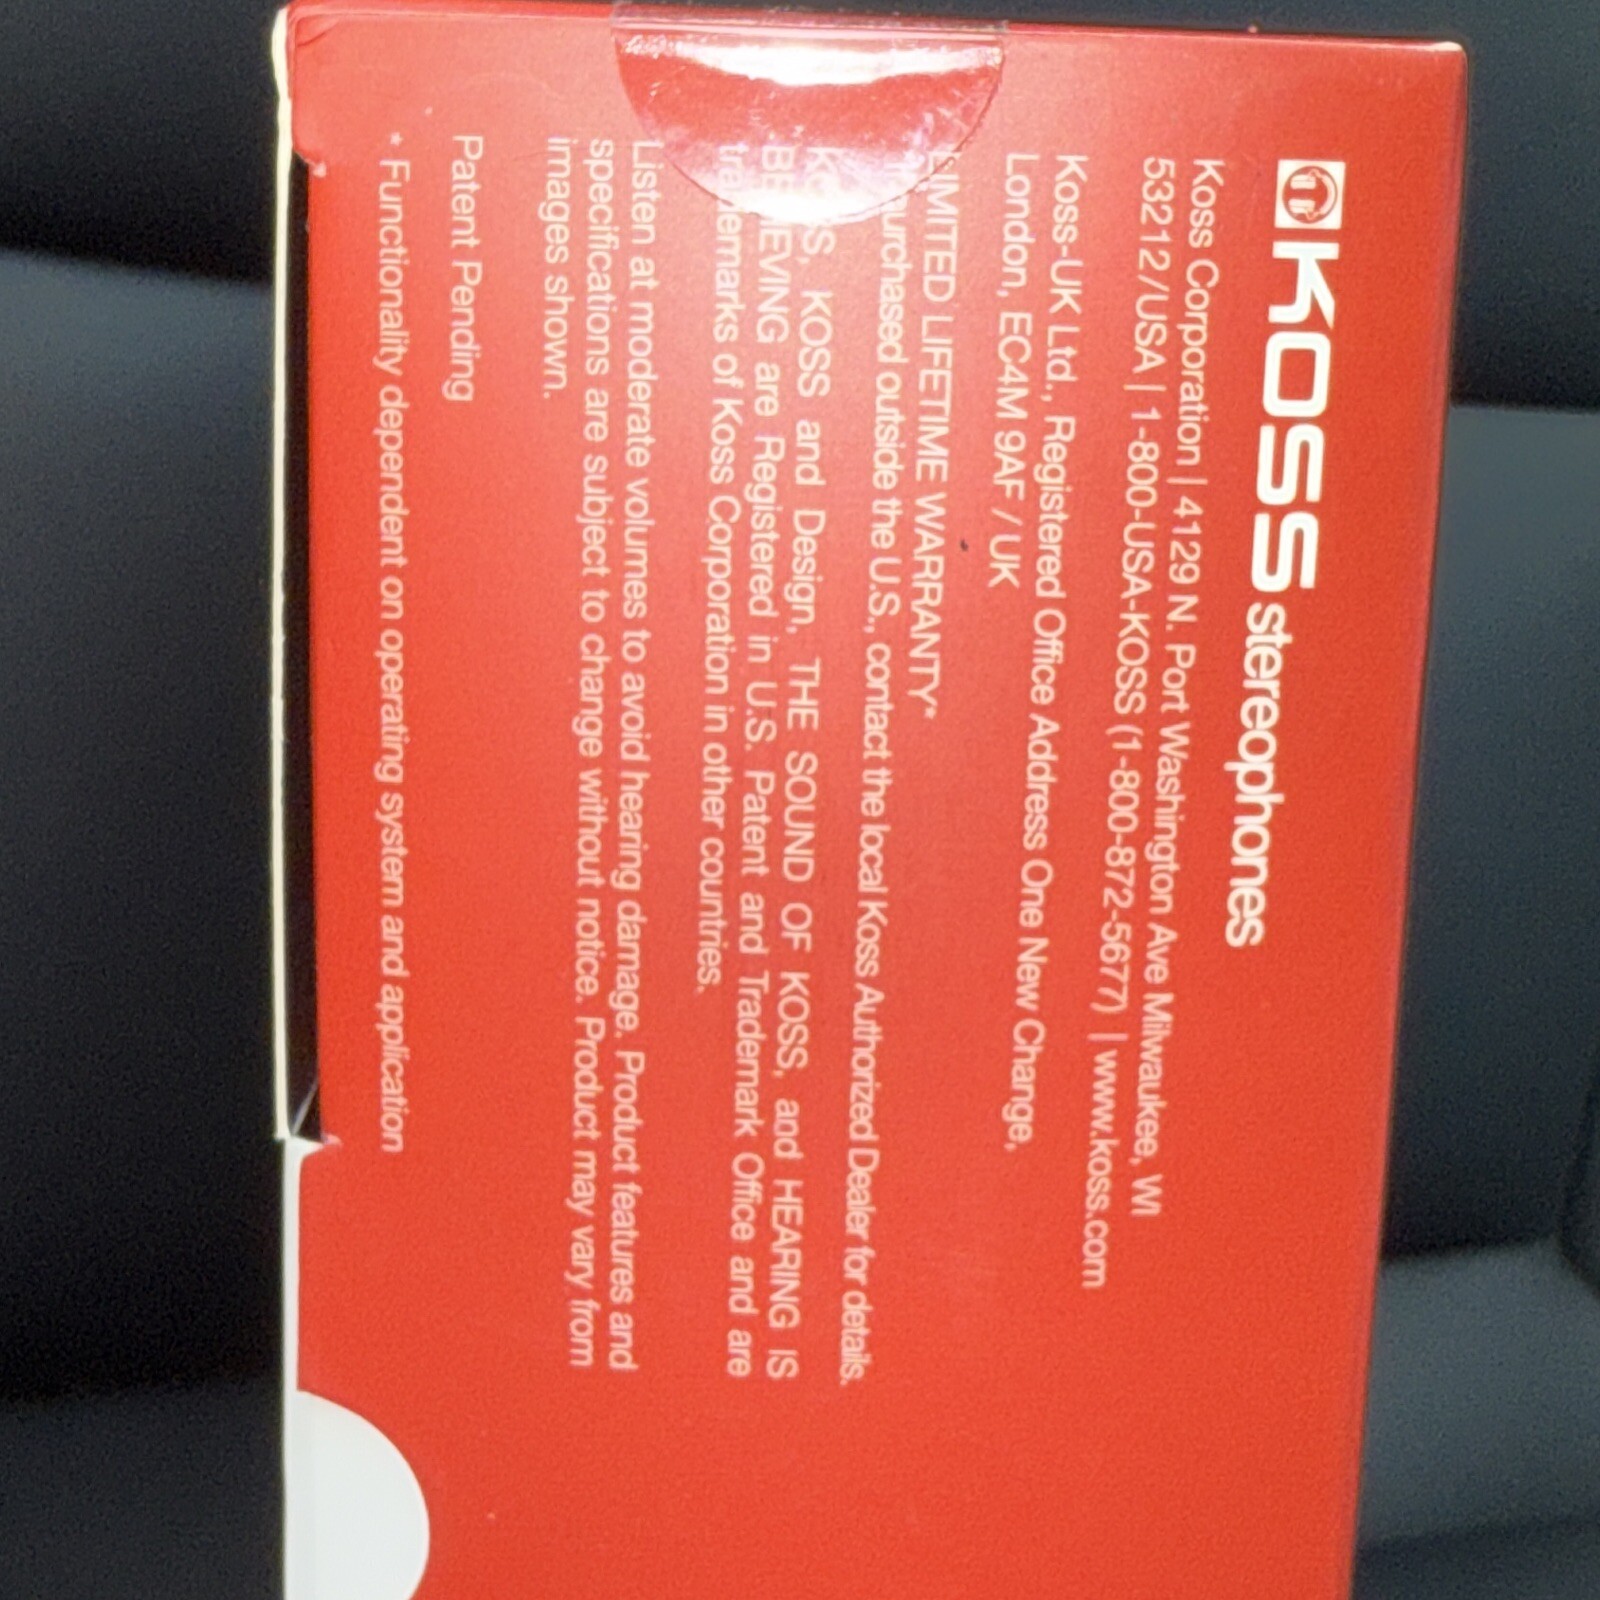 KOSS stereophones
Koss Corporation | 4129 N. Port Washington Ave Milwaukee, WI
53212/USA | 1-800-USA-KOSS (1-800-872-5677) | www.koss.com
Koss-UK Ltd., Registered Office Address One New Change,
London, EC4M 9AF / UK
LIMITED LIFETIME WARRANTY*
purchased outside the U.S., contact the local Koss Authorized Dealer for details.
KOSS, KOSS and Design, THE SOUND OF KOSS, and HEARING IS
BELIEVING are Registered in U.S. Patent and Trademark Office and are
trademarks of Koss Corporation in other countries.
Listen at moderate volumes to avoid hearing damage. Product features and
specifications are subject to change without notice. Product may vary from
images shown.
Patent Pending
* Functionality dependent on operating system and application